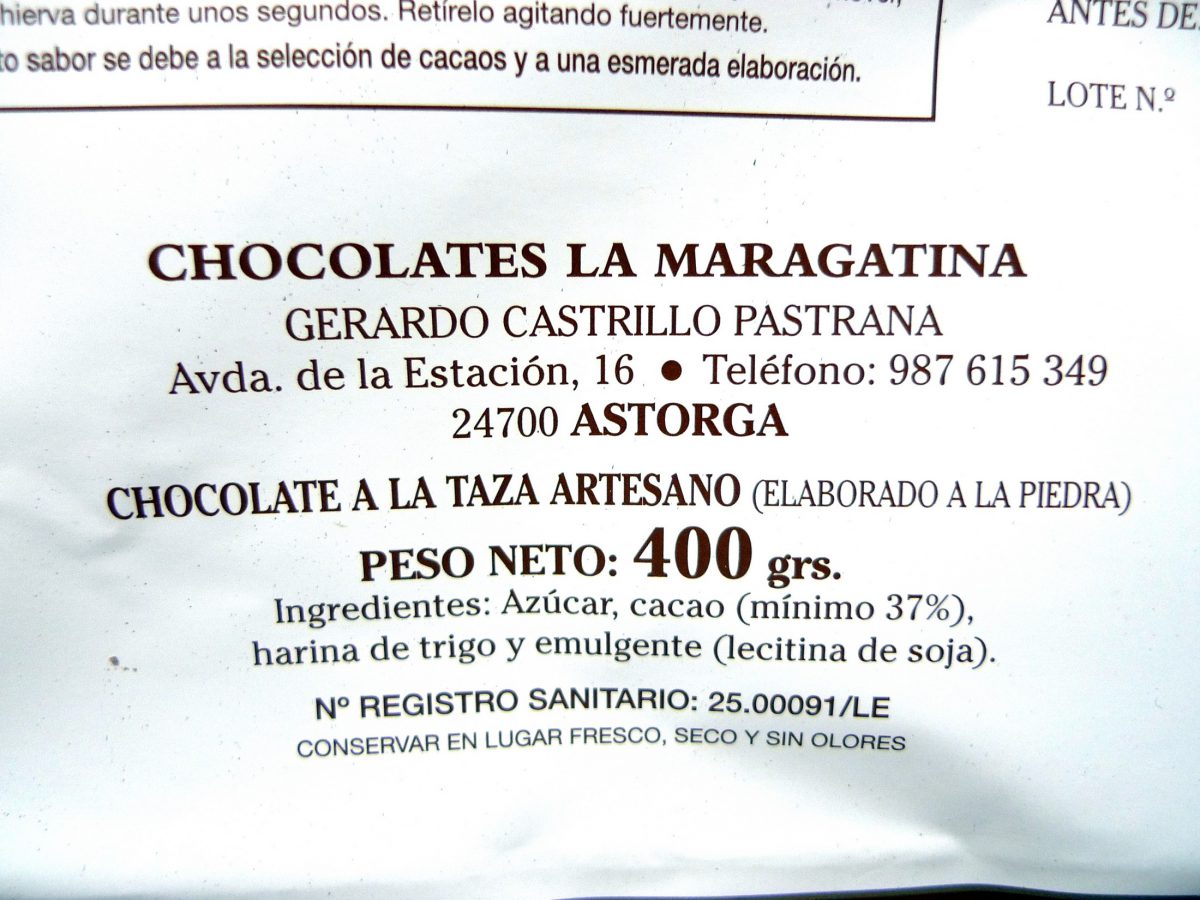 hierva durante unos segundos. Retírelo agitando fuertemente.
to sabor se debe a la selección de cacaos y a una esmerada elaboración.
ANTES DE
LOTE N.º
CHOCOLATES LA MARAGATINA
GERARDO CASTRILLO PASTRANA
Avda. de la Estación, 16 ● Teléfono: 987 615 349
24700 ASTORGA
CHOCOLATE A LA TAZA ARTESANO (ELABORADO A LA PIEDRA)
PESO NETO: 400 grs.
Ingredientes: Azúcar, cacao (mínimo 37%),
harina de trigo y emulgente (lecitina de soja).
Nº REGISTRO SANITARIO: 25.00091/LE
CONSERVAR EN LUGAR FRESCO, SECO Y SIN OLORES